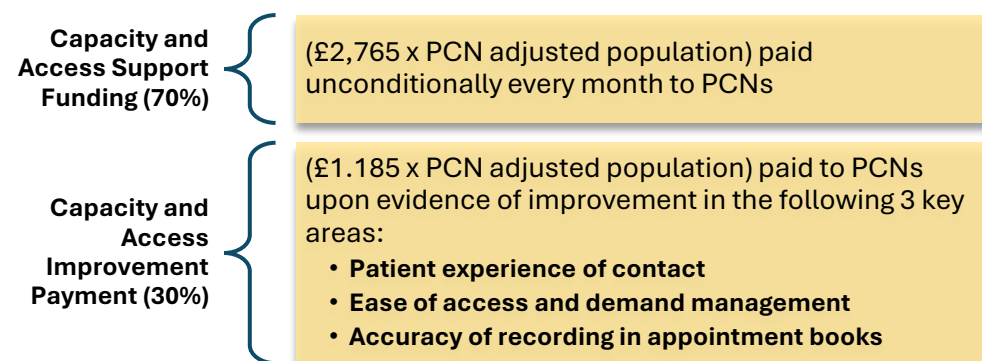 Capacity and
Access Support
Funding (70%)
(£2,765 x PCN adjusted population) paid
unconditionally every month to PCNs
Capacity and
Access
Improvement
Payment (30%)
(£1.185 x PCN adjusted population) paid to PCNs
upon evidence of improvement in the following 3 key
areas:
• Patient experience of contact
• Ease of access and demand management
• Accuracy of recording in appointment books